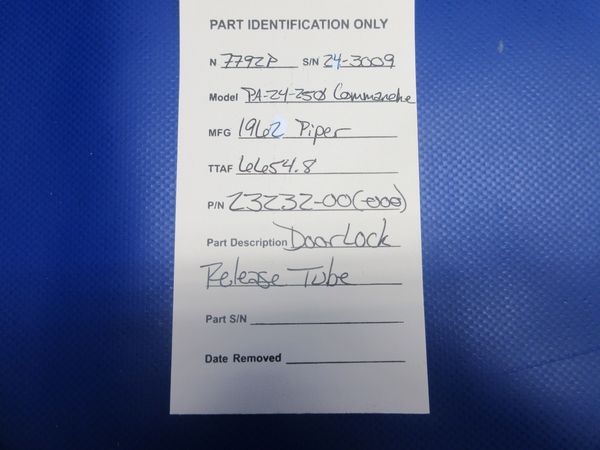 PART IDENTIFICATION ONLY
N 7792P S/N 24-3009
Model PA-24-250 Commanche
MFG 1962 Piper
TTAF 6654.8
P/N 23232-00(-000)
Part Description Door Lock
Release Tube
Part S/N
Date Removed